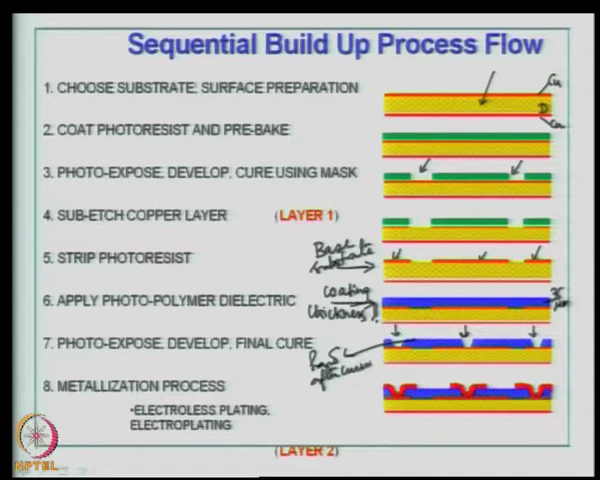 Sequential Build Up Process Flow
1. CHOOSE SUBSTRATE; SURFACE PREPARATION
Cu
D
Cu
2. COAT PHOTORESIST AND PRE-BAKE
3. PHOTO-EXPOSE, DEVELOP, CURE USING MASK
4. SUB-ETCH COPPER LAYER (LAYER 1)
5. STRIP PHOTORESIST
Base
substrate
6. APPLY PHOTO-POLYMER DIELECTRIC
coating
thickness
35
μm
7. PHOTO-EXPOSE, DEVELOP, FINAL CURE
after
8. METALLIZATION PROCESS
•ELECTROLESS PLATING,
ELECTROPLATING
(LAYER 2)
NPTEL